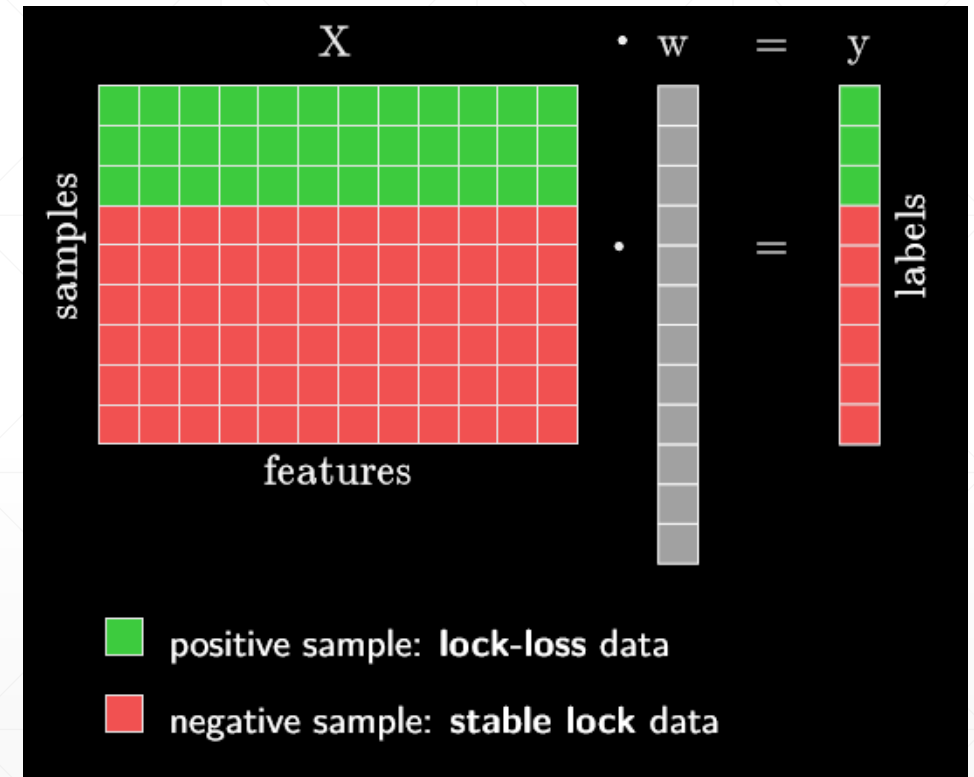 X · w = y
samples
· =
labels
features
positive sample: lock-loss data
negative sample: stable lock data